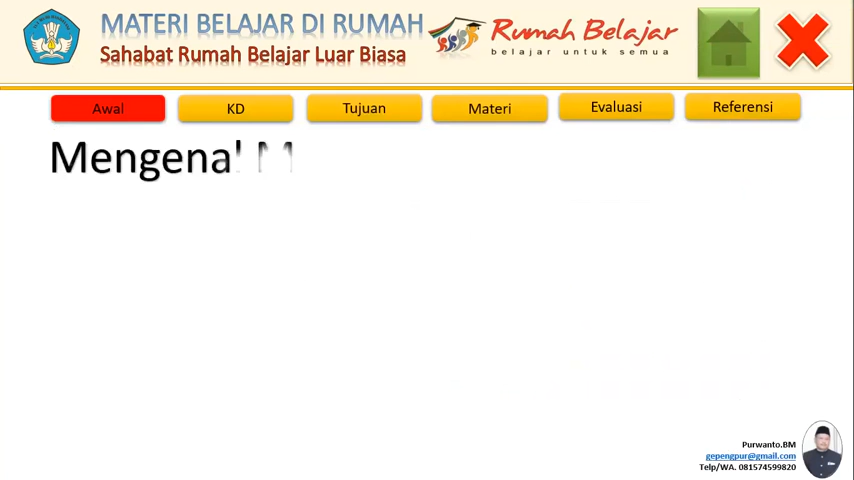 MATERI BELAJAR DI RUMAH
Sahabat Rumah Belajar Luar Biasa
Rumah Belajar
belajar untuk semua
Awal
KD
Tujuan
Materi
Evaluasi
Referensi
Mengenal
Purwanto.BM
gepengpur@gmail.com
Telp/WA. 081574599820